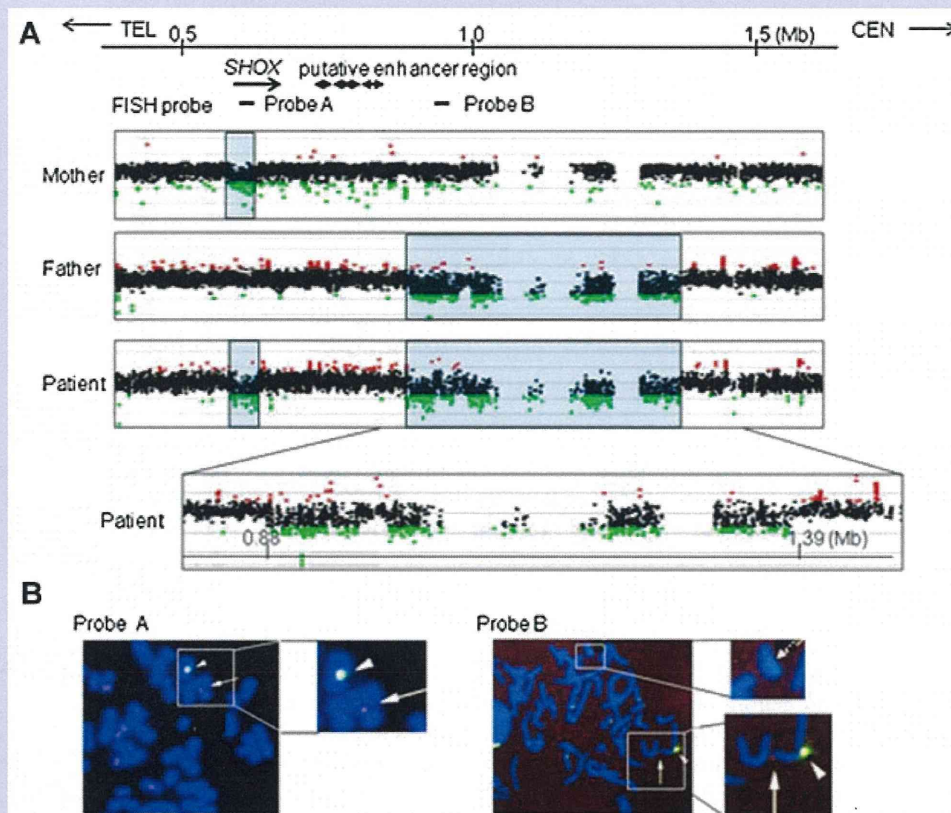 A
TEL
CEN
0,5
1,0
1,5 (Mb)
SHOX
putative enhancer region
FISH probe
Probe A
Probe B
Mother
Father
Patient
Patient
0.88
1,39 (Mb)
B
Probe A
Probe B